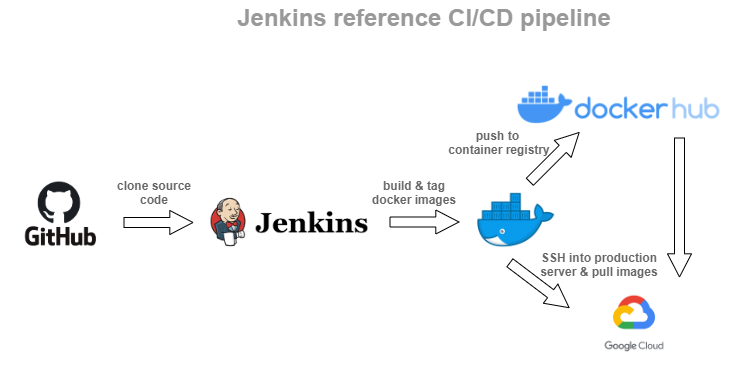 Jenkins reference CI/CD pipeline
dockerhub
push to
container registry
clone source
code
build & tag
docker images
GitHub
Jenkins
SSH into production
server & pull images
Google Cloud